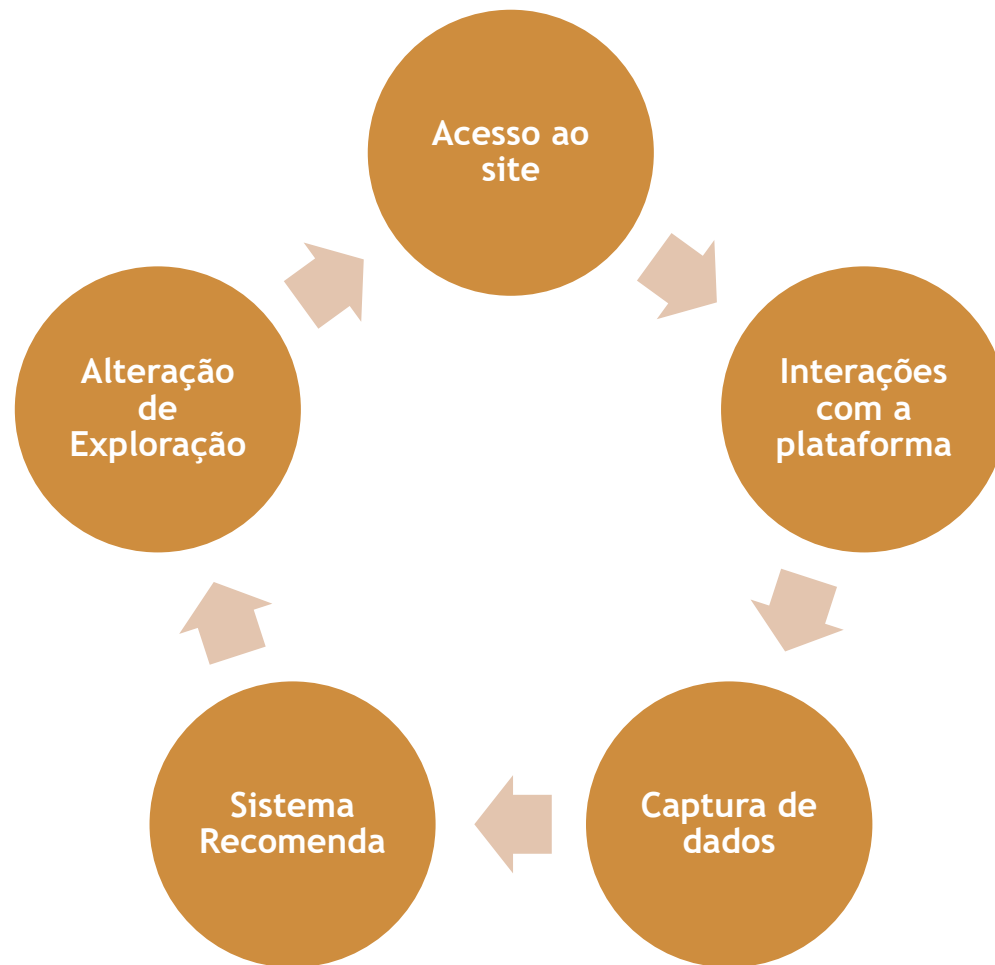 Acesso ao
site
Interações
com a
plataforma
Captura de
dados
Sistema
Recomenda
Alteração
de
Exploração